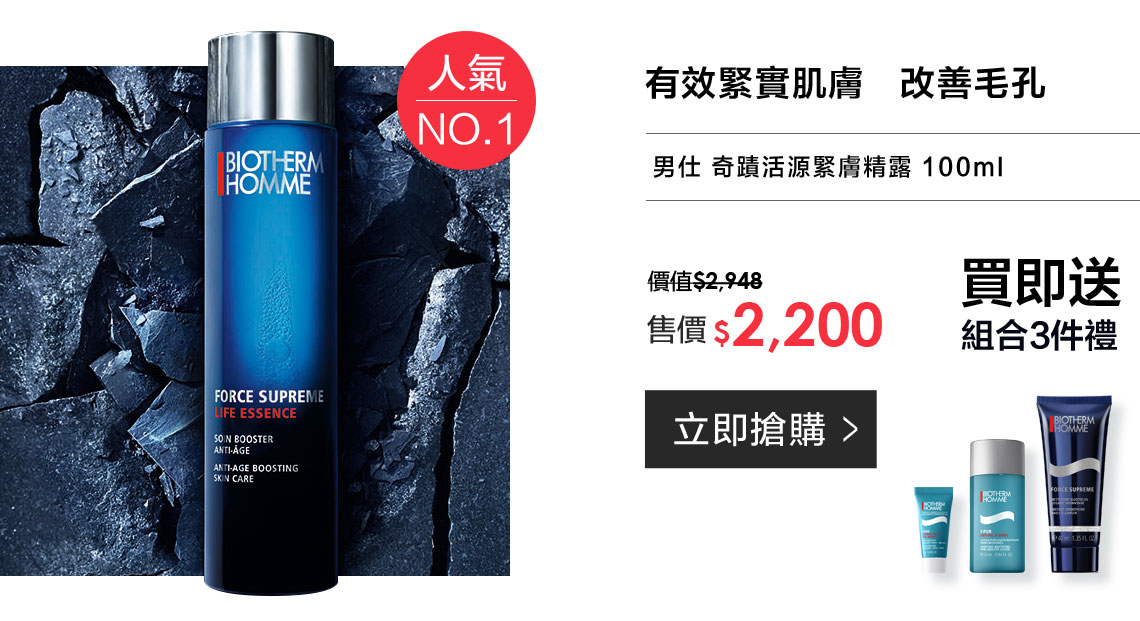 人氣
NO.1
BIOTHERM
HOMME
FORCE SUPREME
LIFE ESSENCE
SOIN BOOSTER
ANTI-ÂGE
ANTI-AGE BOOSTING
SKIN CARE
有效緊實肌膚　改善毛孔
男仕 奇蹟活源緊膚精露 100ml
價值$2,948
售價 $2,200
買即送
組合3件禮
立即搶購 >
BIOTHERM
HOMME
BIOTHERM
HOMME
BIOTHERM
HOMME
FORCE SUPREME